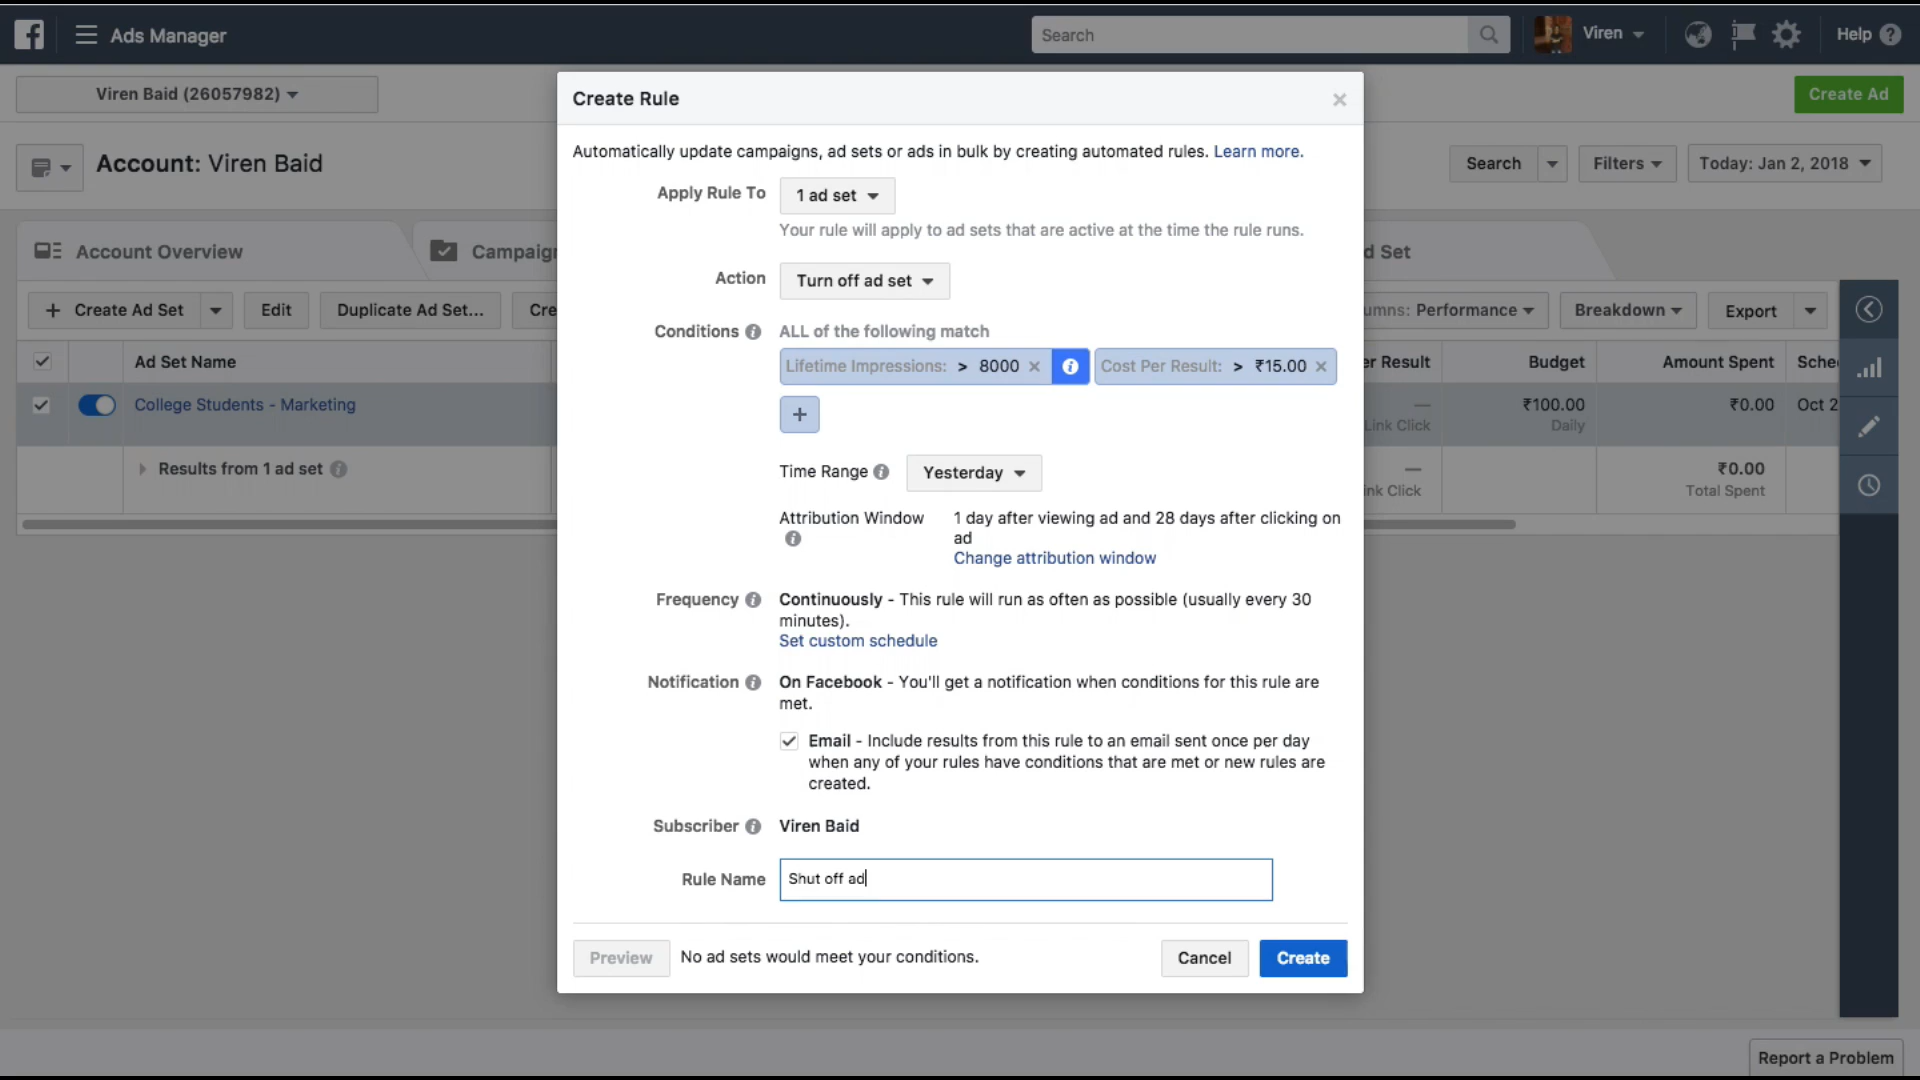 Ads Manager
Search
Viren
Help
Viren Baid (26057982)
Create Ad
Account: Viren Baid
Search
Filters
Today: Jan 2, 2018
Account Overview
Campaign
d Set
+ Create Ad Set
Edit
Duplicate Ad Set...
Cre
umns: Performance
Breakdown
Export
Ad Set Name
er Result
Budget
Amount Spent
Sche
College Students - Marketing
—
Link Click
₹100.00
Daily
₹0.00
Oct 2
Results from 1 ad set
—
ink Click
₹0.00
Total Spent
Create Rule
Automatically update campaigns, ad sets or ads in bulk by creating automated rules. Learn more.
Apply Rule To
1 ad set
Your rule will apply to ad sets that are active at the time the rule runs.
Action
Turn off ad set
Conditions
ALL of the following match
Lifetime Impressions: > 8000
Cost Per Result: > ₹15.00
+
Time Range
Yesterday
Attribution Window
1 day after viewing ad and 28 days after clicking on
ad
Change attribution window
Frequency
Continuously - This rule will run as often as possible (usually every 30
minutes).
Set custom schedule
Notification
On Facebook - You'll get a notification when conditions for this rule are
met.
Email - Include results from this rule to an email sent once per day
when any of your rules have conditions that are met or new rules are
created.
Subscriber
Viren Baid
Rule Name
Shut off ad
Preview
No ad sets would meet your conditions.
Cancel
Create
Report a Problem